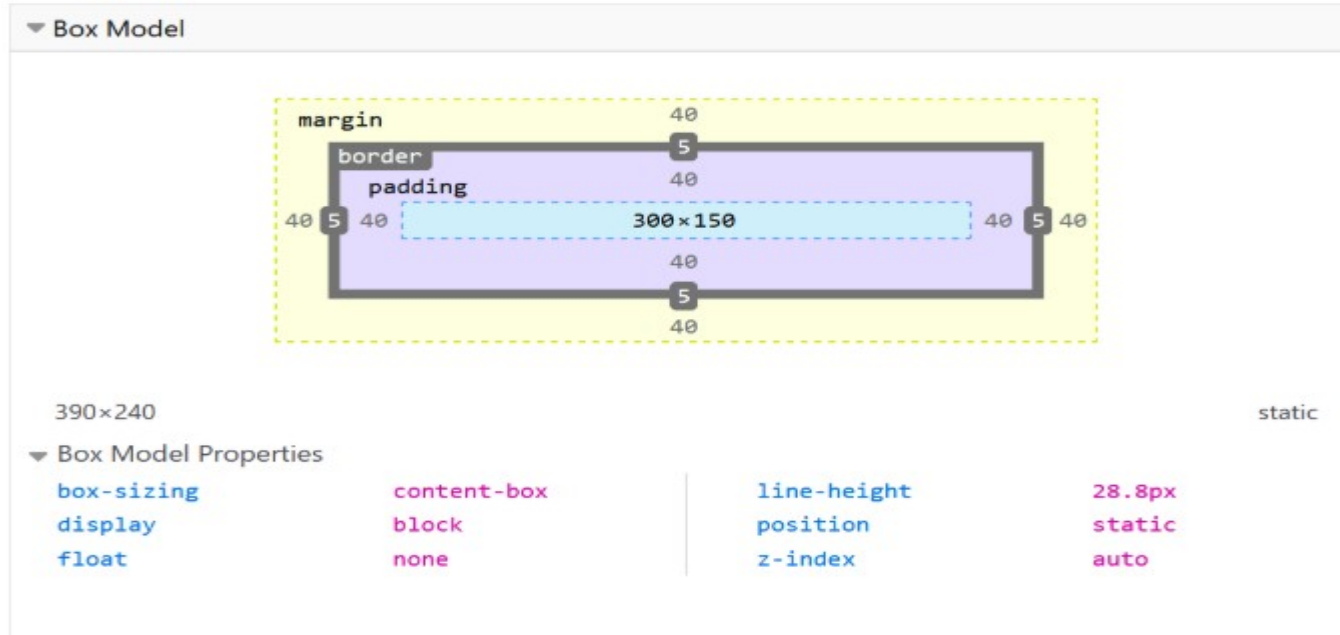 Box Model
margin 40
5
border
padding 40
40 5 40 300×150 40 5 40
40
5
40
390×240 static
Box Model Properties
box-sizing content-box line-height 28.8px
display block position static
float none z-index auto